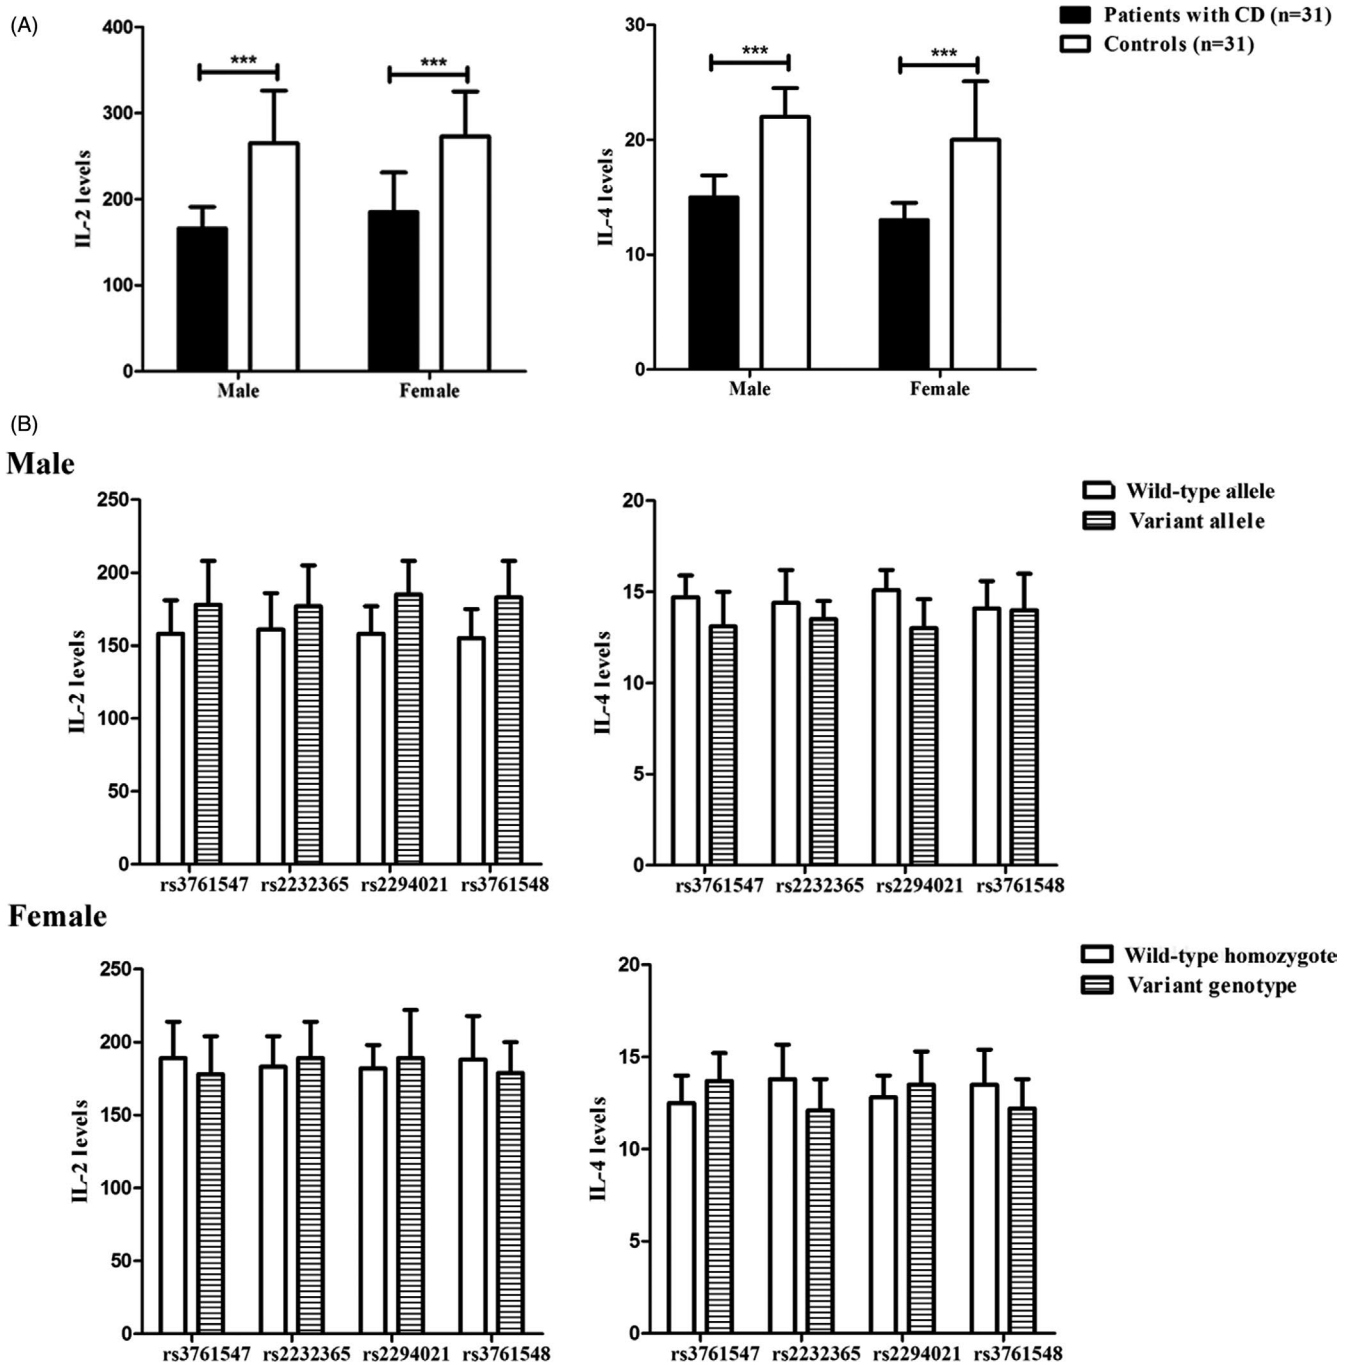 (A)
400
300
200
100
0
IL-2 levels
***
***
Male
Female
30
20
10
0
IL-4 levels
***
***
Male
Female
Patients with CD (n=31)
Controls (n=31)
(B)
Male
250
200
150
100
50
0
IL-2 levels
rs3761547 rs2232365 rs2294021 rs3761548
20
15
10
5
0
IL-4 levels
rs3761547 rs2232365 rs2294021 rs3761548
Wild-type allele
Variant allele
Female
250
200
150
100
50
0
IL-2 levels
rs3761547 rs2232365 rs2294021 rs3761548
20
15
10
5
0
IL-4 levels
rs3761547 rs2232365 rs2294021 rs3761548
Wild-type homozygote
Variant genotype